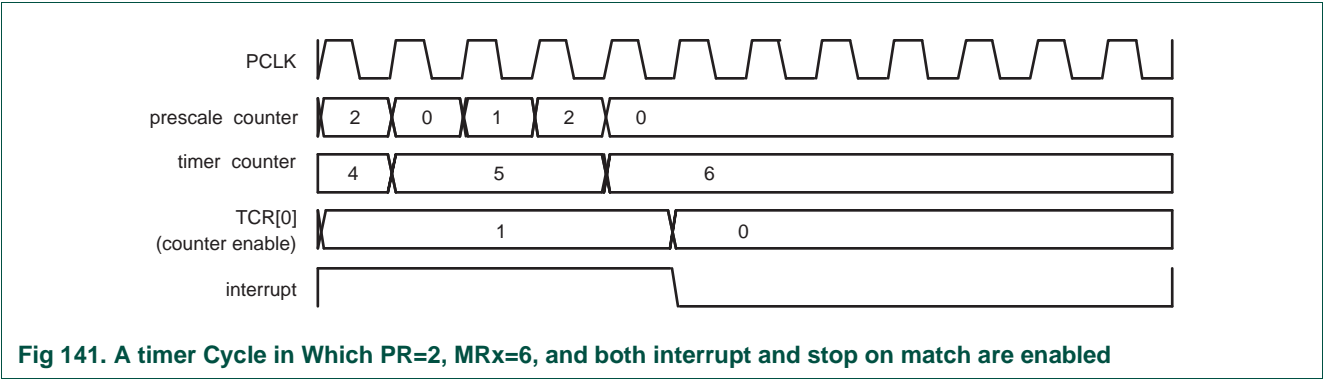 PCLK
prescale counter
2 0 1 2 0
timer counter
4 5 6
TCR[0]
(counter enable)
1 0
interrupt
Fig 141. A timer Cycle in Which PR=2, MRx=6, and both interrupt and stop on match are enabled